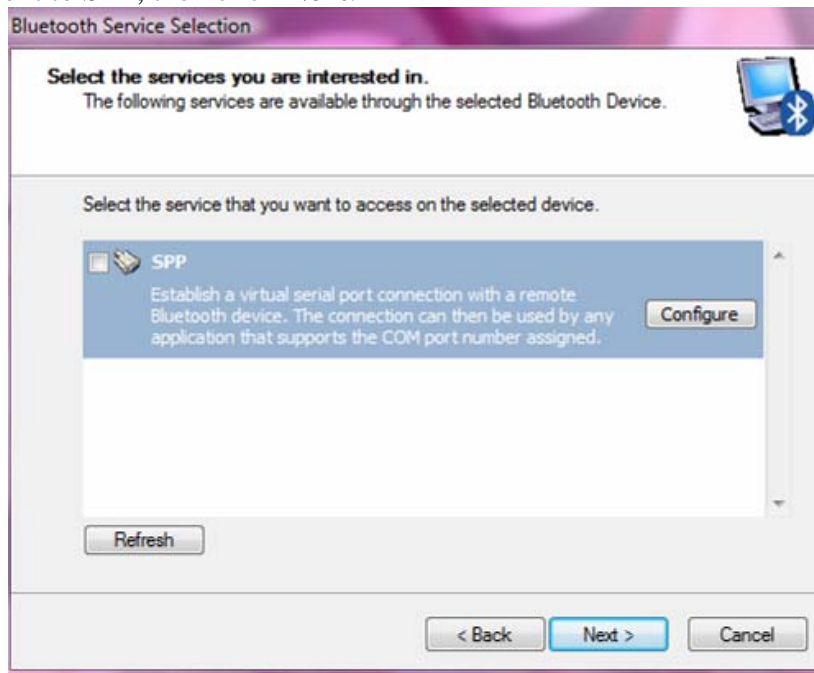 Bluetooth Service Selection
Select the services you are interested in.
The following services are available through the selected Bluetooth Device.
Select the service that you want to access on the selected device.
SPP
Establish a virtual serial port connection with a remote
Bluetooth device. The connection can then be used by any
application that supports the COM port number assigned.
Configure
Refresh
< Back Next > Cancel